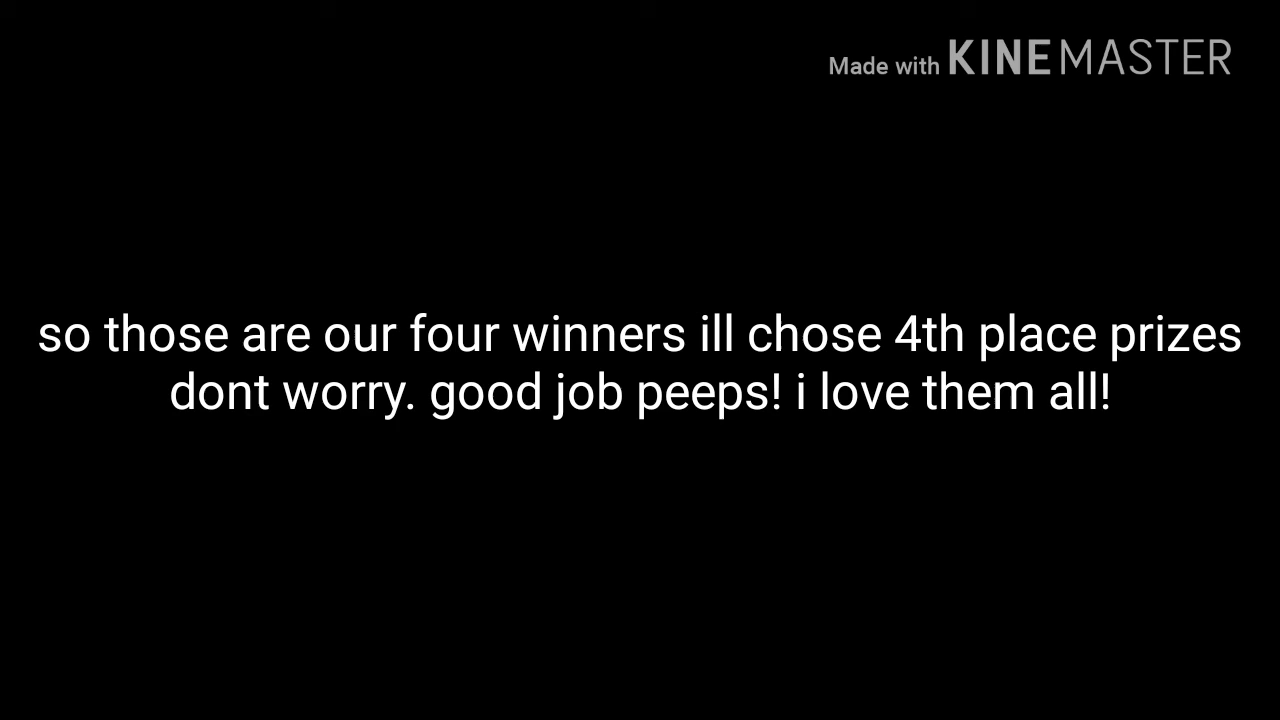 Made with KINEMASTER
so those are our four winners ill chose 4th place prizes
dont worry. good job peeps! i love them all!